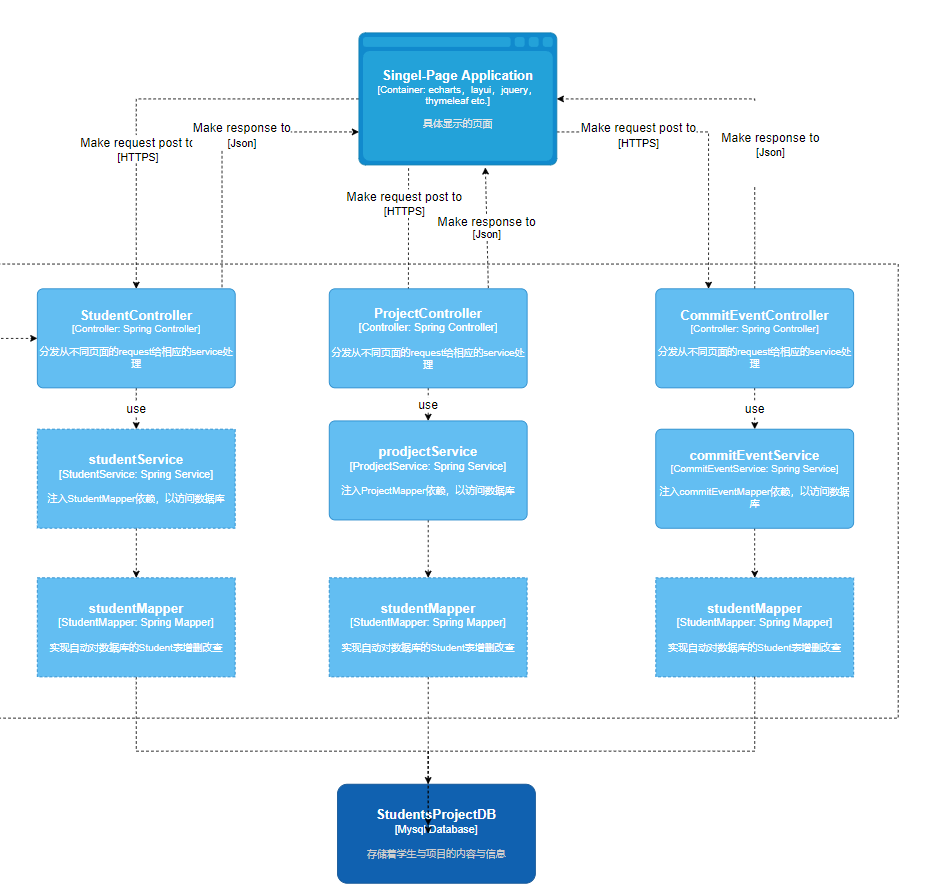 Singel-Page Application
[Container: echarts，layui，jquery，
thymeleaf etc.]
具体显示的页面
Make request post to
[HTTPS]
Make response to
[Json]
Make request post to
[HTTPS]
Make response to
[Json]
Make request post to
[HTTPS]
Make response to
[Json]
StudentController
[Controller: Spring Controller]
分发从不同页面的request给相应的service处
理
ProjectController
[Controller: Spring Controller]
分发从不同页面的request给相应的service处
理
CommitEventController
[Controller: Spring Controller]
分发从不同页面的request给相应的service处
理
use
use
use
studentService
[StudentService: Spring Service]
注入StudentMapper依赖，以访问数据库
prodjectService
[ProdjectService: Spring Service]
注入ProjectMapper依赖，以访问数据库
commitEventService
[CommitEventService: Spring Service]
注入commitEventMapper依赖，以访问数据
库
studentMapper
[StudentMapper: Spring Mapper]
实现自动对数据库的Student表增删改查
studentMapper
[StudentMapper: Spring Mapper]
实现自动对数据库的Student表增删改查
studentMapper
[StudentMapper: Spring Mapper]
实现自动对数据库的Student表增删改查
StudentsProjectDB
[Mysql Database]
存储着学生与项目的内容与信息